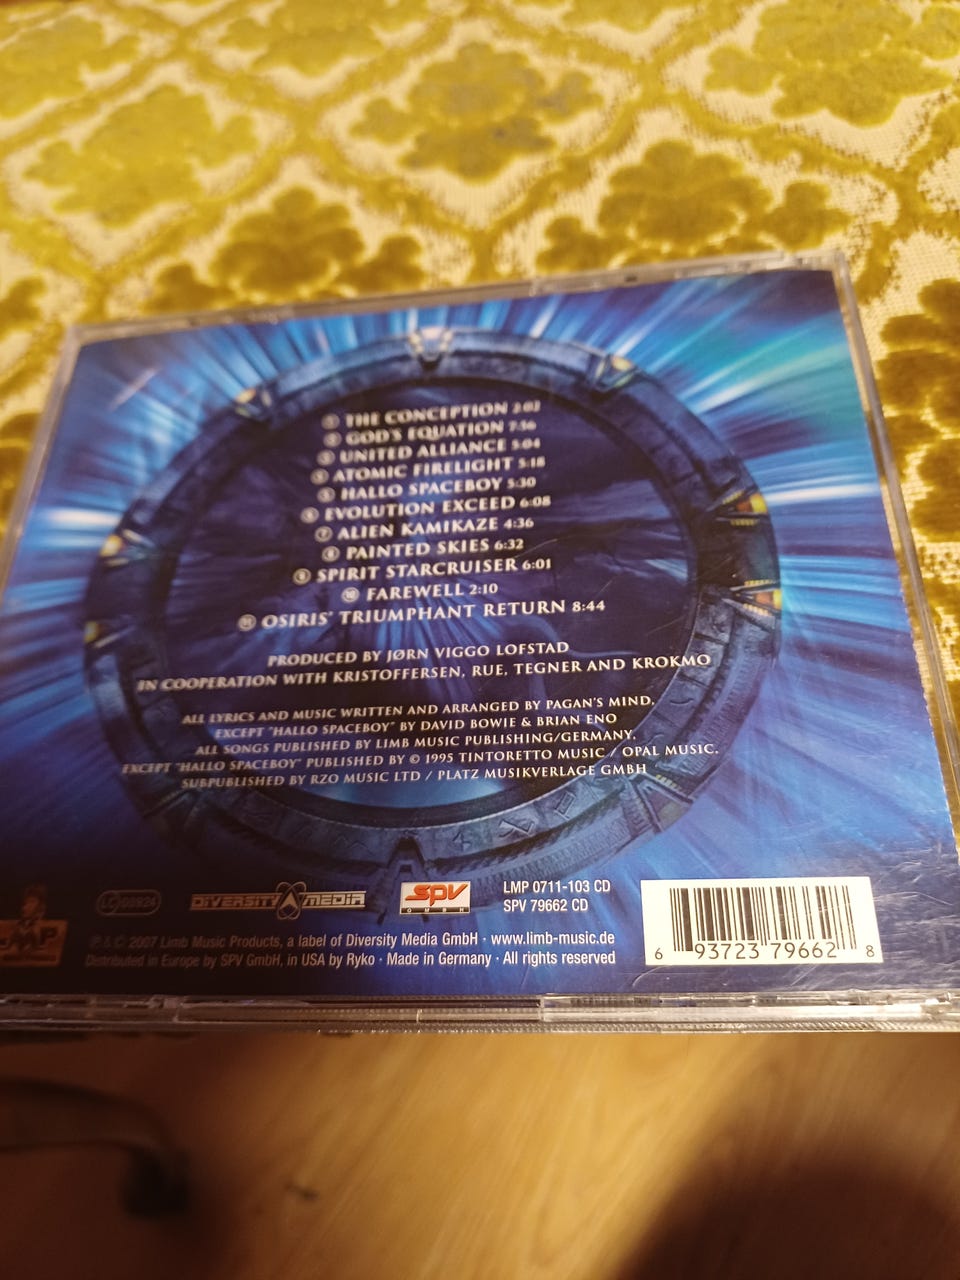 1 THE CONCEPTION 2:02
2 GOD'S EQUATION 7:56
3 UNITED ALLIANCE 5:04
4 ATOMIC FIRELIGHT 5:18
5 HALLO SPACEBOY 5:30
6 EVOLUTION EXCEED 6:08
7 ALIEN KAMIKAZE 4:36
8 PAINTED SKIES 6:32
9 SPIRIT STARCRUISER 6:01
10 FAREWELL 2:10
11 OSIRIS' TRIUMPHANT RETURN 8:44
PRODUCED BY JØRN VIGGO LOFSTAD
IN COOPERATION WITH KRISTOFFERSEN, RUE, TEGNER AND KROKMO
ALL LYRICS AND MUSIC WRITTEN AND ARRANGED BY PAGAN'S MIND,
EXCEPT "HALLO SPACEBOY" BY DAVID BOWIE & BRIAN ENO
ALL SONGS PUBLISHED BY LIMB MUSIC PUBLISHING/GERMANY,
EXCEPT "HALLO SPACEBOY" PUBLISHED BY © 1995 TINTORETTO MUSIC / OPAL MUSIC,
SUBPUBLISHED BY RZO MUSIC LTD / PLATZ MUSIKVERLAGE GMBH
LMP
LC 09924
DIVERSITY MEDIA
SPV
GMBH
LMP 0711-103 CD
SPV 79662 CD
℗ & © 2007 Limb Music Products, a label of Diversity Media GmbH · www.limb-music.de
Distributed in Europe by SPV GmbH, in USA by Ryko · Made in Germany · All rights reserved
6 93723 79662 8